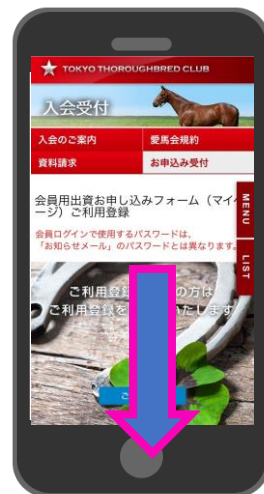 TOKYO THOROUGHBRED CLUB
入会受付
入会のご案内 愛馬会規約
資料請求 お申込み受付
会員用出資お申し込みフォーム（マイ
ージ）ご利用登録
会員ログインで使用するパスワードは、
「お知らせメール」のパスワードとは異なります。
MENU
LIST
ご利用登録 の方は
ご利用登録を いたします
ご